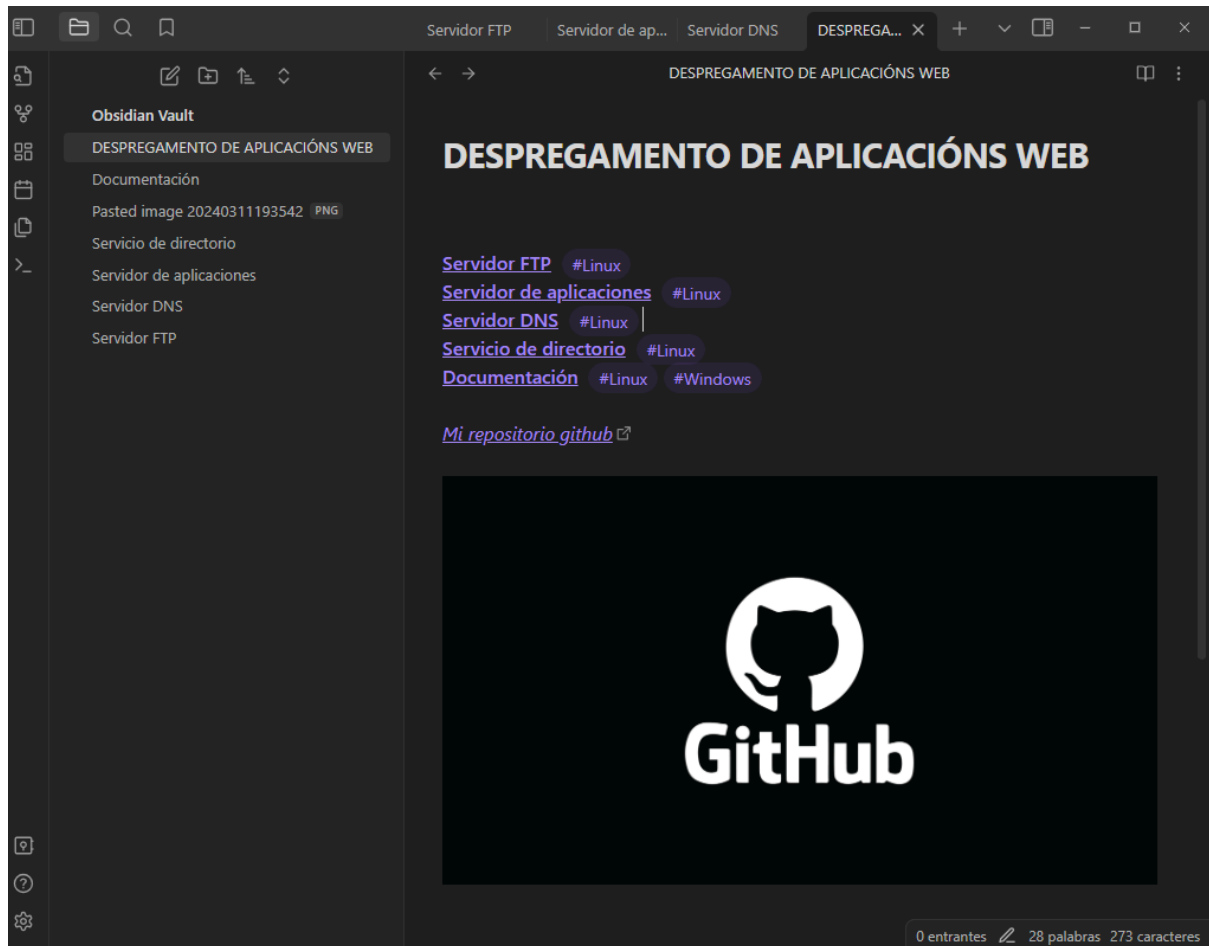 Servidor FTP
Servidor de ap...
Servidor DNS
DESPREGA...
DESPREGAMENTO DE APLICACIÓNS WEB
Obsidian Vault
DESPREGAMENTO DE APLICACIÓNS WEB
Documentación
Pasted image 20240311193542 PNG
Servicio de directorio
Servidor de aplicaciones
Servidor DNS
Servidor FTP
DESPREGAMENTO DE APLICACIÓNS WEB
Servidor FTP #Linux
Servidor de aplicaciones #Linux
Servidor DNS #Linux
Servicio de directorio #Linux
Documentación #Linux #Windows
Mi repositorio github
GitHub
0 entrantes 28 palabras 273 caracteres